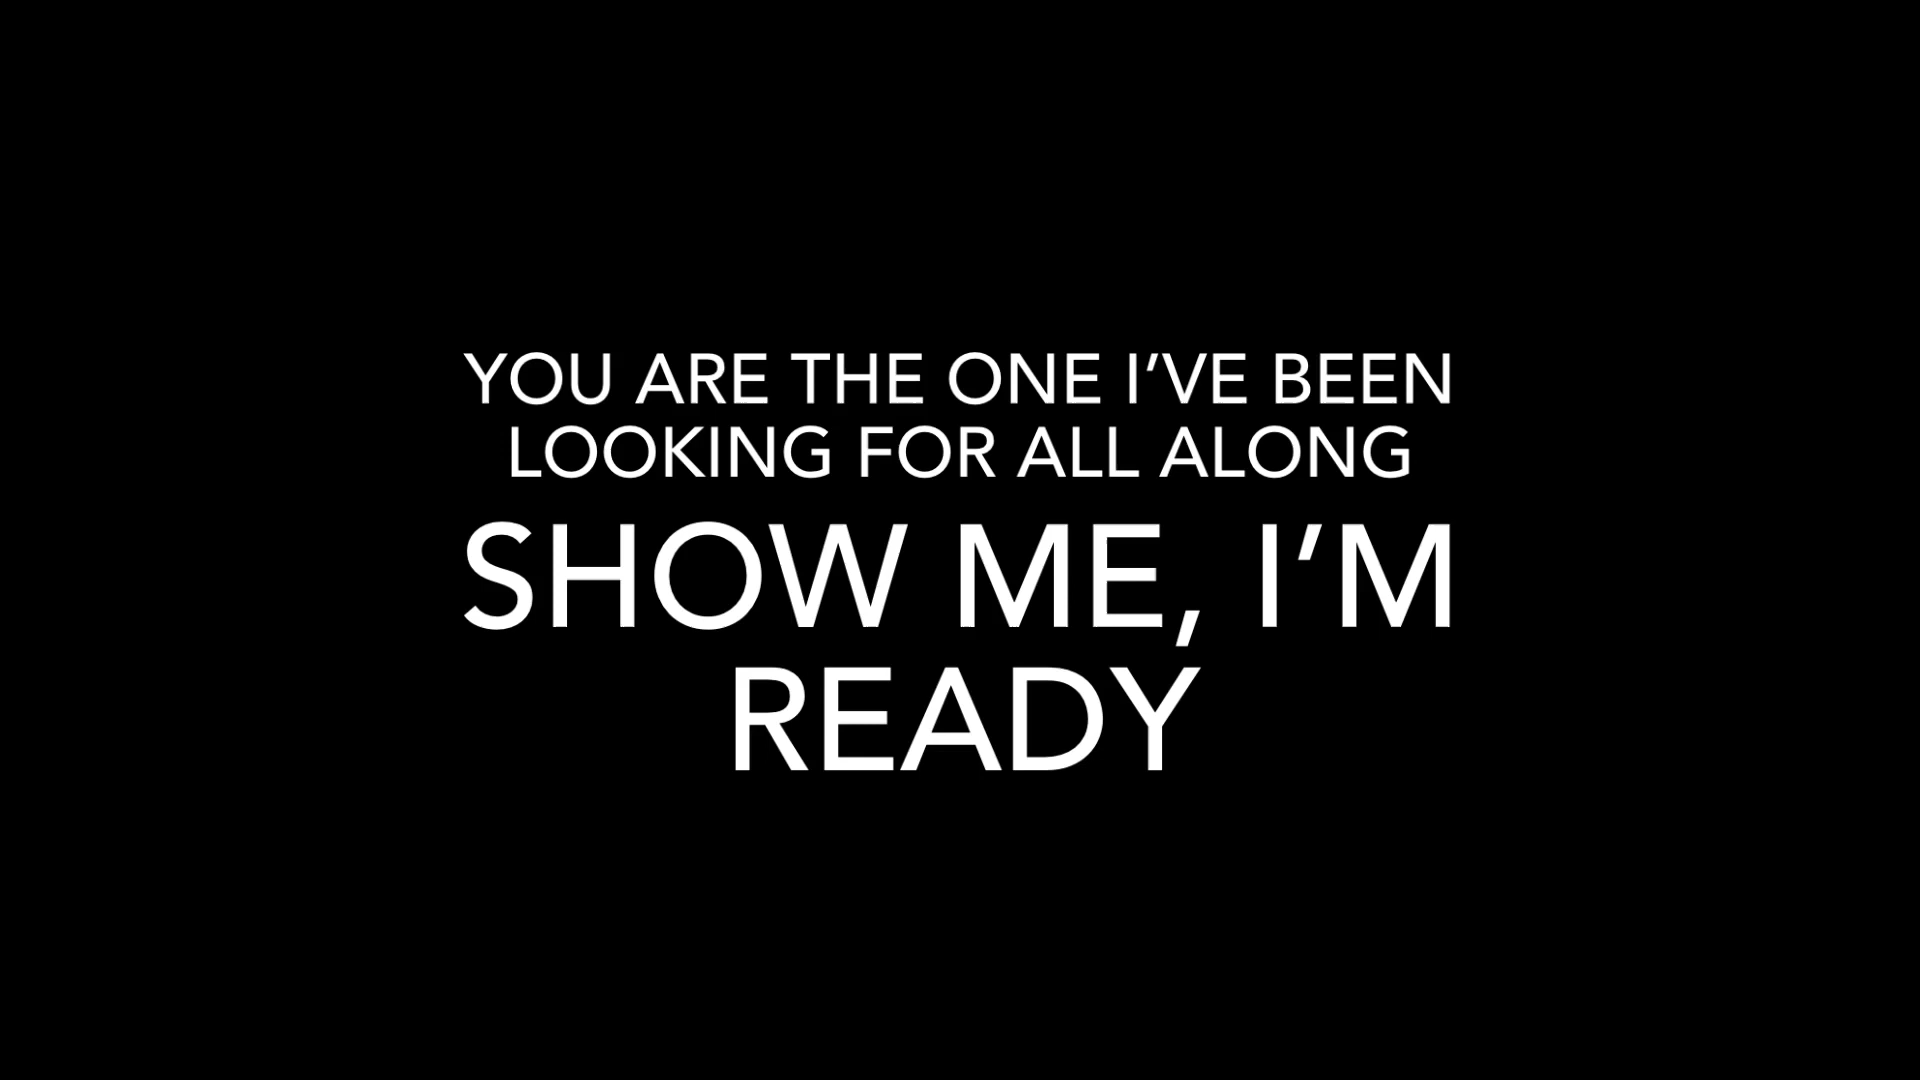 YOU ARE THE ONE I’VE BEEN
LOOKING FOR ALL ALONG
SHOW ME, I’M
READY